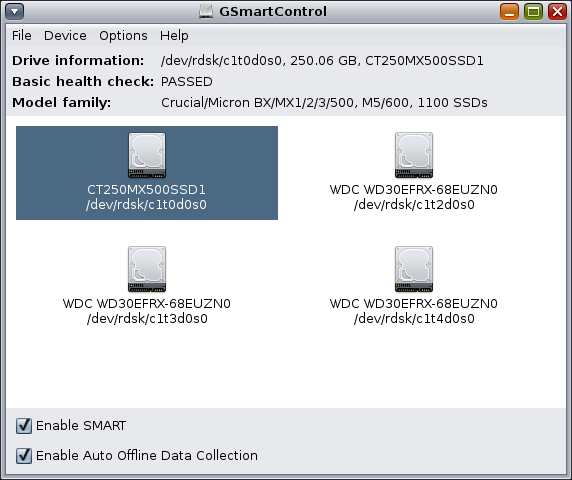 GSmartControl
File Device Options Help
Drive information: /dev/rdsk/c1t0d0s0, 250.06 GB, CT250MX500SSD1
Basic health check: PASSED
Model family: Crucial/Micron BX/MX1/2/3/500, M5/600, 1100 SSDs
CT250MX500SSD1
/dev/rdsk/c1t0d0s0
WDC WD30EFRX-68EUZN0
/dev/rdsk/c1t2d0s0
WDC WD30EFRX-68EUZN0
/dev/rdsk/c1t3d0s0
WDC WD30EFRX-68EUZN0
/dev/rdsk/c1t4d0s0
Enable SMART
Enable Auto Offline Data Collection